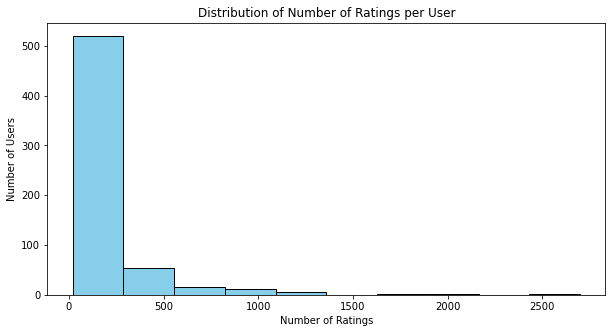 Distribution of Number of Ratings per User
Number of Users
500
400
300
200
100
0
0 500 1000 1500 2000 2500
Number of Ratings